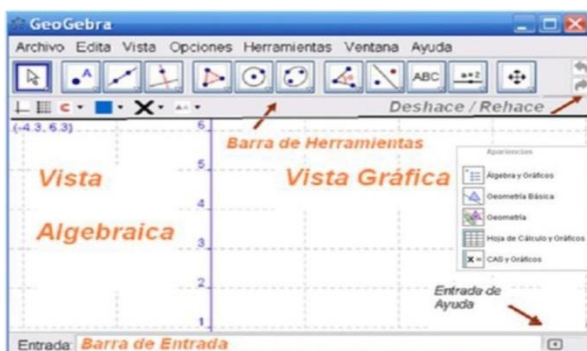 GeoGebra
Archivo Edita Vista Opciones Herramientas Ventana Ayuda
A ABC a=2
Deshace / Rehace
(-4.3, 6.3)
6
Barra de Herramientas
Apariencias
5
Vista
Vista Gráfica
Álgebra y Gráficos
Geometría Básica
4
Geometría
Algebraica
Hoja de Cálculo y Gráficos
3
X= CAS y Gráficos
2
Entrada de
Ayuda
1
Entrada: Barra de Entrada